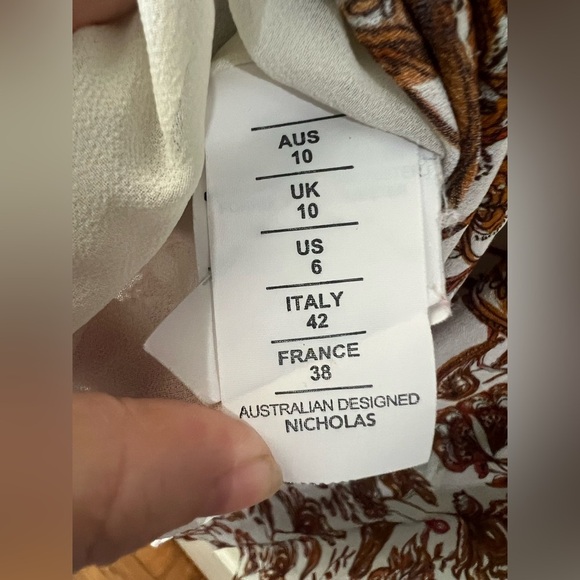 AUS
10
UK
10
US
6
ITALY
42
FRANCE
38
AUSTRALIAN DESIGNED
NICHOLAS